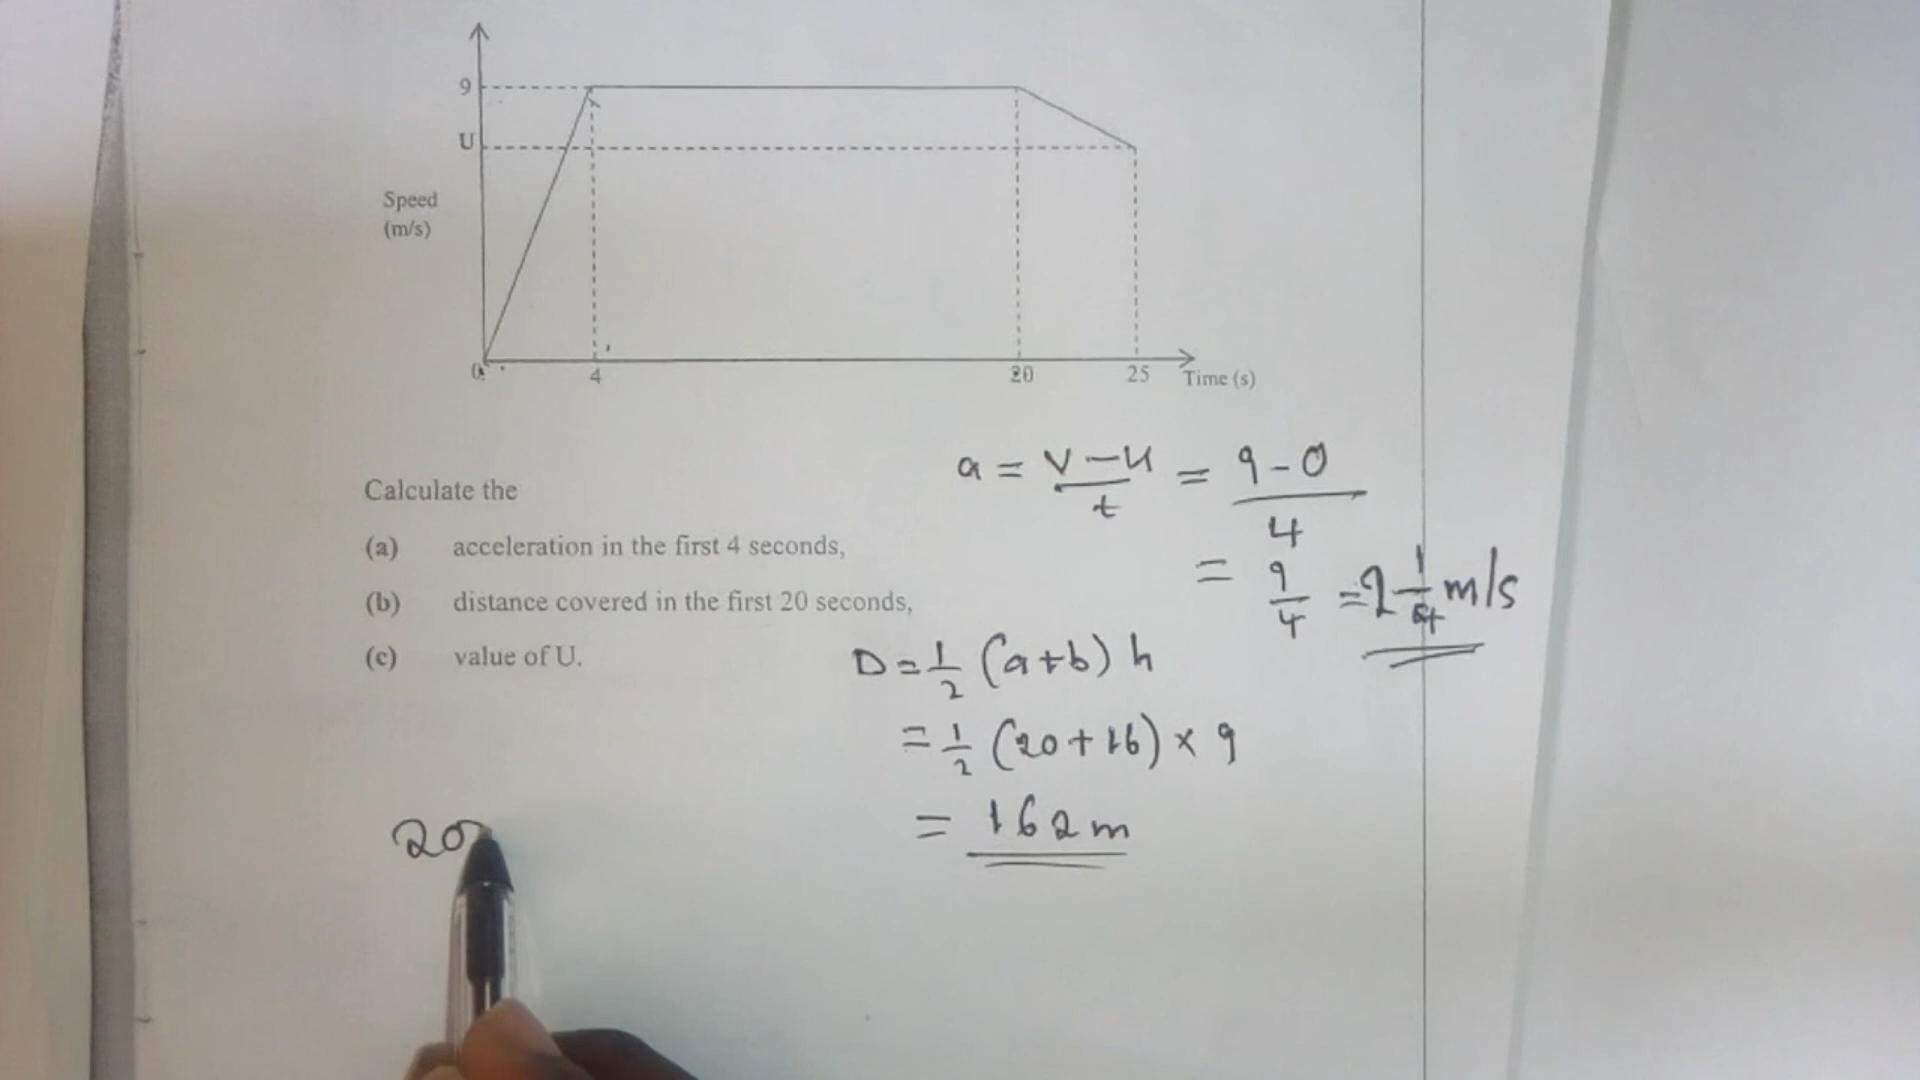 9
U
Speed
(m/s)
0
4
20
25
Time (s)
a = v-u/t = 9-0/4
= 9/4 = 2 1/4 m/s
Calculate the
(a) acceleration in the first 4 seconds,
(b) distance covered in the first 20 seconds,
(c) value of U.
D = 1/2 (a+b) h
= 1/2 (20+16) × 9
= 162m
20